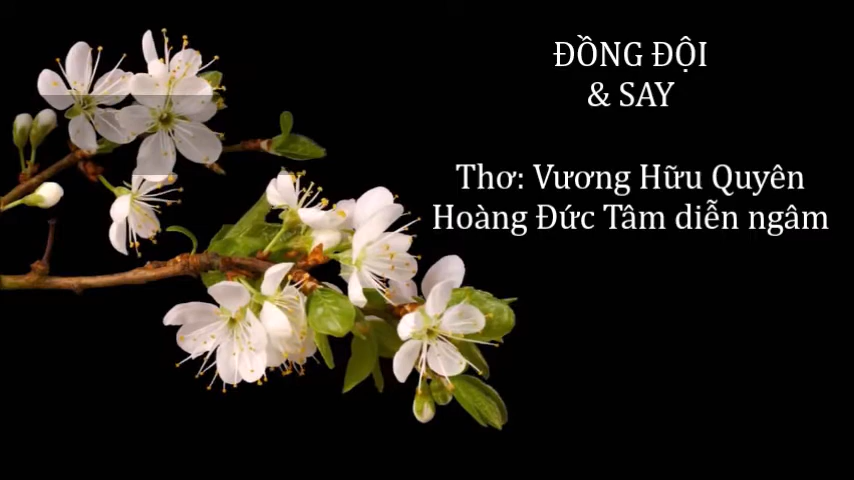 ĐỒNG ĐỘI
& SAY
Thơ: Vương Hữu Quyên
Hoàng Đức Tâm diễn ngâm